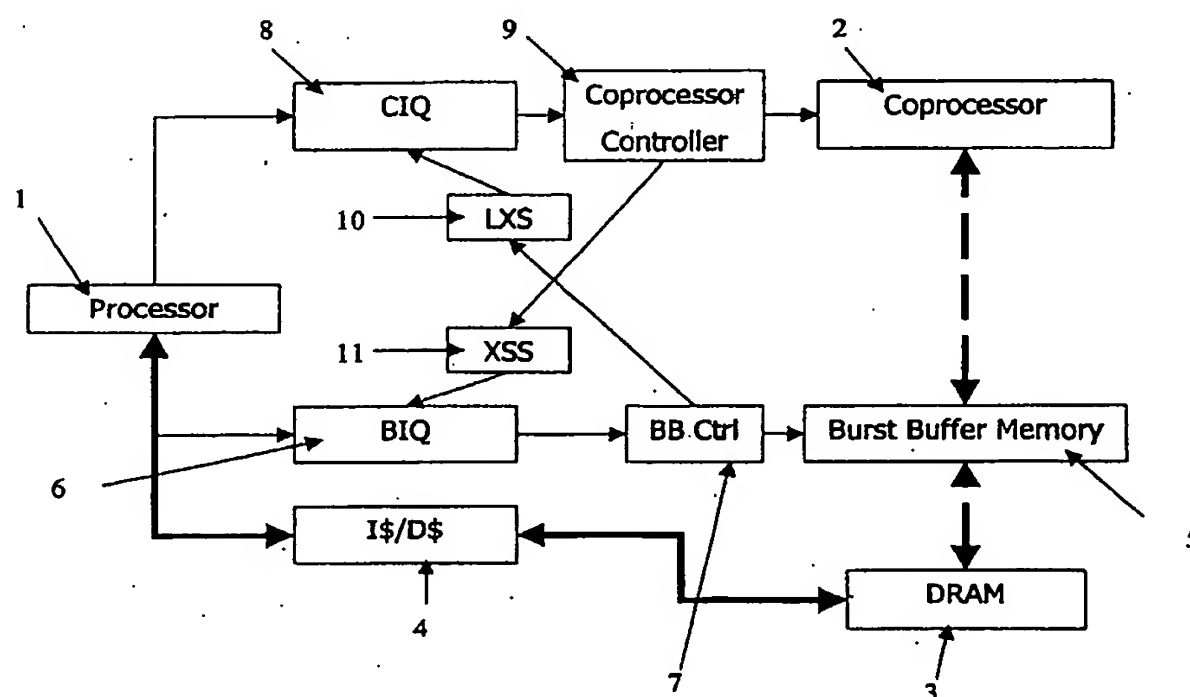 8
9
2
CIQ
Coprocessor
Controller
Coprocessor
1
10
LXS
Processor
11
XSS
BIQ
BB Ctrl
Burst Buffer Memory
6
I$/D$
5
DRAM
4
7
3